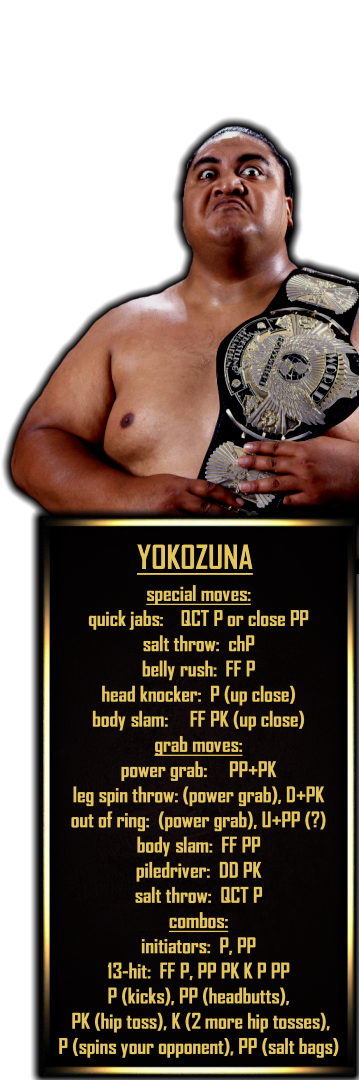 WORLD
YOKOZUNA
special moves:
quick jabs: QCT P or close PP
salt throw: chP
belly rush: FF P
head knocker: P (up close)
body slam: FF PK (up close)
grab moves:
power grab: PP+PK
leg spin throw: (power grab), D+PK
out of ring: (power grab), U+PP (?)
body slam: FF PP
piledriver: DD PK
salt throw: QCT P
combos:
initiators: P, PP
13-hit: FF P, PP PK K P PP
P (kicks), PP (headbutts),
PK (hip toss), K (2 more hip tosses),
P (spins your opponent), PP (salt bags)